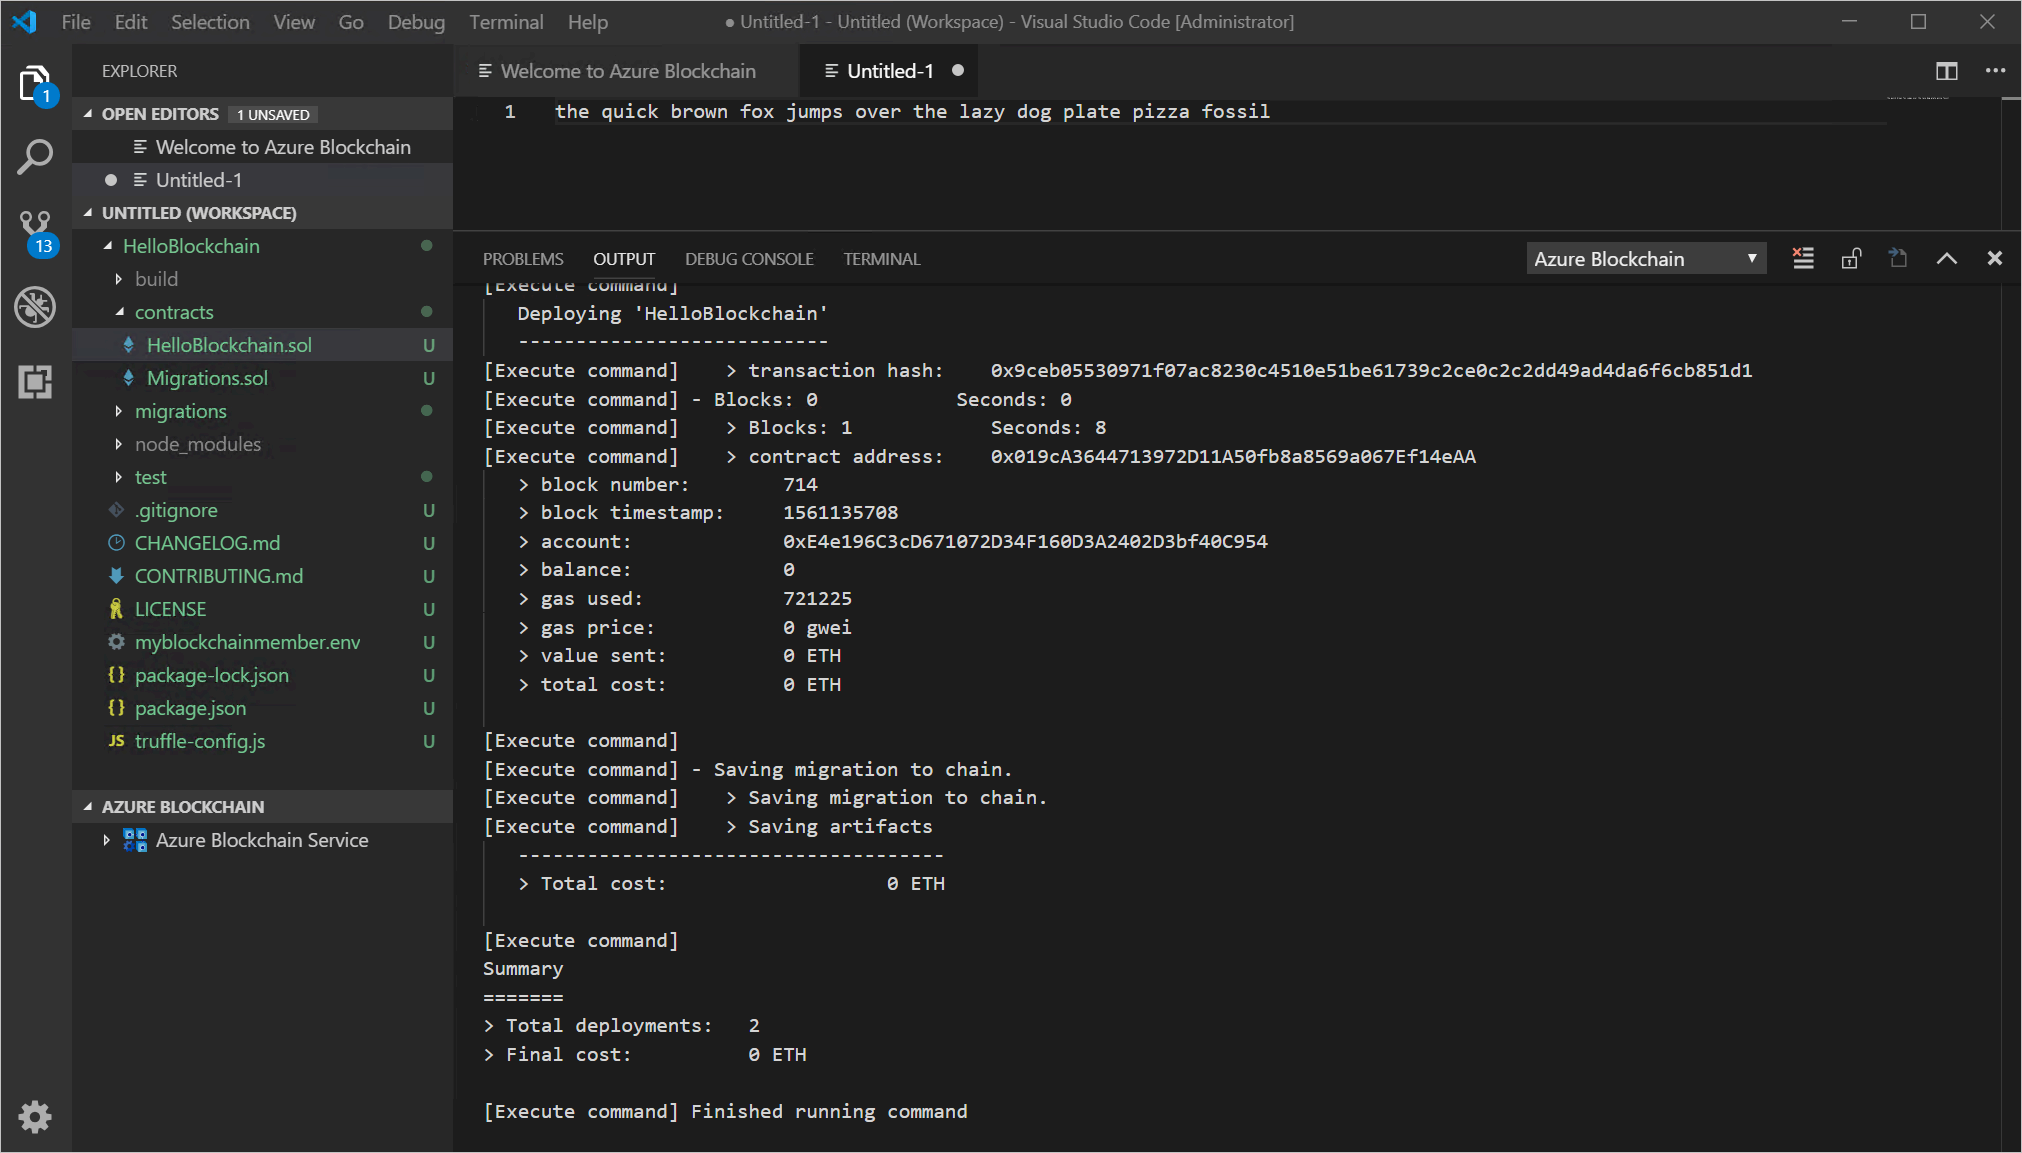 File Edit Selection View Go Debug Terminal Help
● Untitled-1 - Untitled (Workspace) - Visual Studio Code [Administrator]
EXPLORER
1
OPEN EDITORS 1 UNSAVED
Welcome to Azure Blockchain
Untitled-1
UNTITLED (WORKSPACE)
13
HelloBlockchain
build
contracts
HelloBlockchain.sol U
Migrations.sol U
migrations
node_modules
test
.gitignore U
CHANGELOG.md U
CONTRIBUTING.md U
LICENSE U
myblockchainmember.env U
{} package-lock.json U
{} package.json U
JS truffle-config.js U
AZURE BLOCKCHAIN
Azure Blockchain Service
Welcome to Azure Blockchain Untitled-1
1 the quick brown fox jumps over the lazy dog plate pizza fossil
PROBLEMS OUTPUT DEBUG CONSOLE TERMINAL Azure Blockchain
[Execute command]
Deploying 'HelloBlockchain'
---------------------------
[Execute command] > transaction hash: 0x9ceb05530971f07ac8230c4510e51be61739c2ce0c2c2dd49ad4da6f6cb851d1
[Execute command] - Blocks: 0 Seconds: 0
[Execute command] > Blocks: 1 Seconds: 8
[Execute command] > contract address: 0x019cA3644713972D11A50fb8a8569a067Ef14eAA
> block number: 714
> block timestamp: 1561135708
> account: 0xE4e196C3cD671072D34F160D3A2402D3bf40C954
> balance: 0
> gas used: 721225
> gas price: 0 gwei
> value sent: 0 ETH
> total cost: 0 ETH
[Execute command]
[Execute command] - Saving migration to chain.
[Execute command] > Saving migration to chain.
[Execute command] > Saving artifacts
-------------------------------------
> Total cost: 0 ETH
[Execute command]
Summary
=======
> Total deployments: 2
> Final cost: 0 ETH
[Execute command] Finished running command